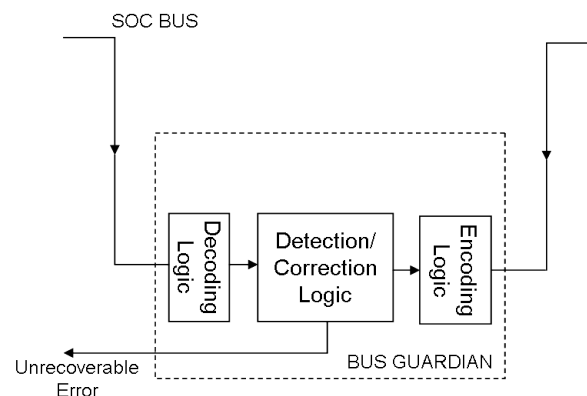 SOC BUS
Decoding
Logic
Detection/
Correction
Logic
Encoding
Logic
BUS GUARDIAN
Unrecoverable
Error